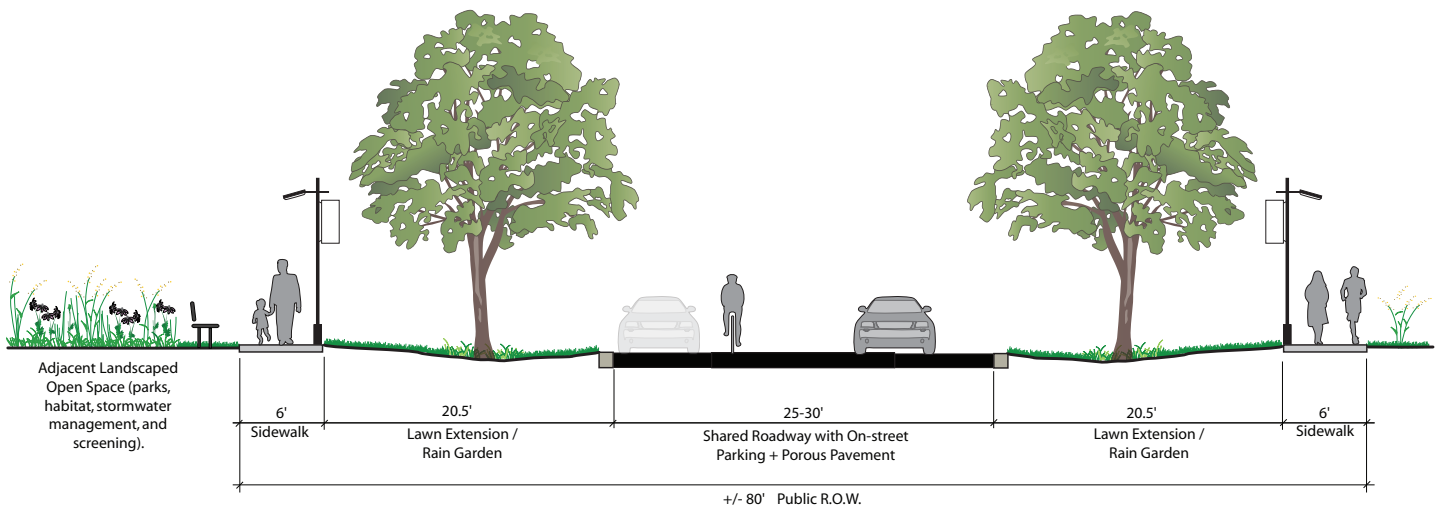 Adjacent Landscaped
Open Space (parks,
habitat, stormwater
management, and
screening).
6'
Sidewalk
20.5'
Lawn Extension /
Rain Garden
25-30'
Shared Roadway with On-street
Parking + Porous Pavement
20.5'
Lawn Extension /
Rain Garden
6'
Sidewalk
+/- 80' Public R.O.W.